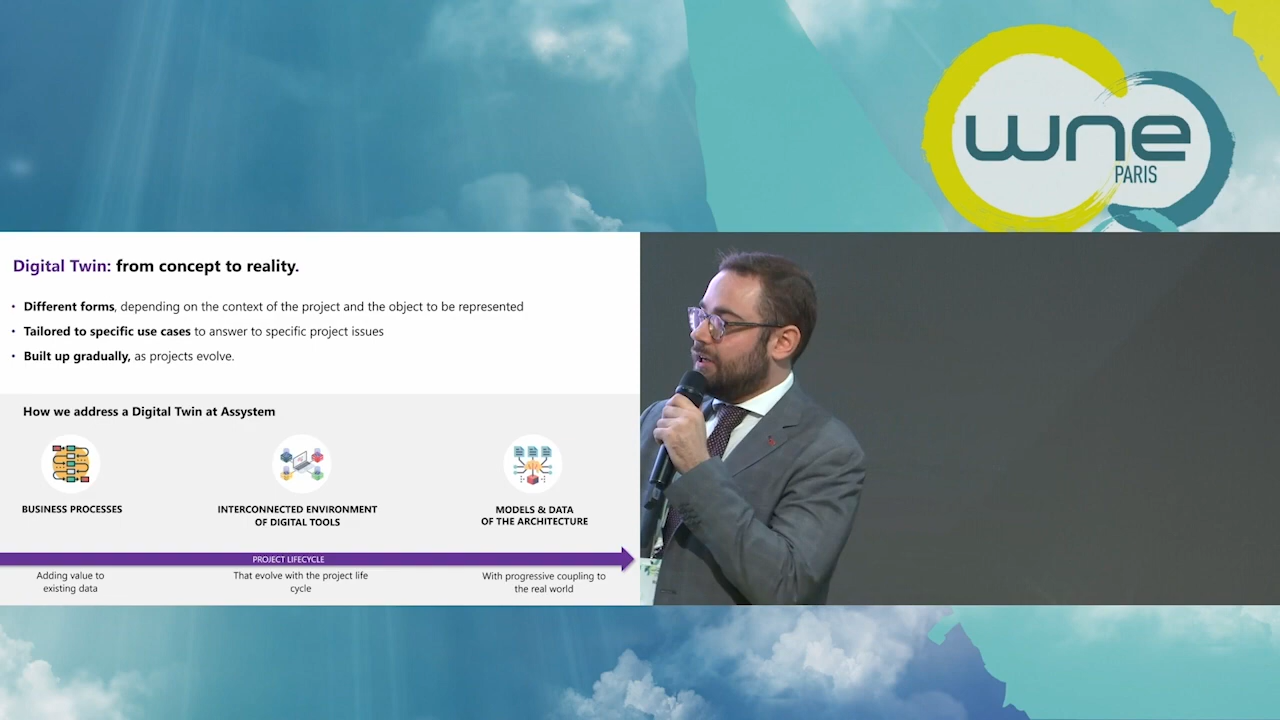 wne
PARIS
Digital Twin: from concept to reality.
• Different forms, depending on the context of the project and the object to be represented
• Tailored to specific use cases to answer to specific project issues
• Built up gradually, as projects evolve.
How we address a Digital Twin at Assystem
BUSINESS PROCESSES
INTERCONNECTED ENVIRONMENT
OF DIGITAL TOOLS
MODELS & DATA
OF THE ARCHITECTURE
PROJECT LIFECYCLE
Adding value to
existing data
That evolve with the project life
cycle
With progressive coupling to
the real world